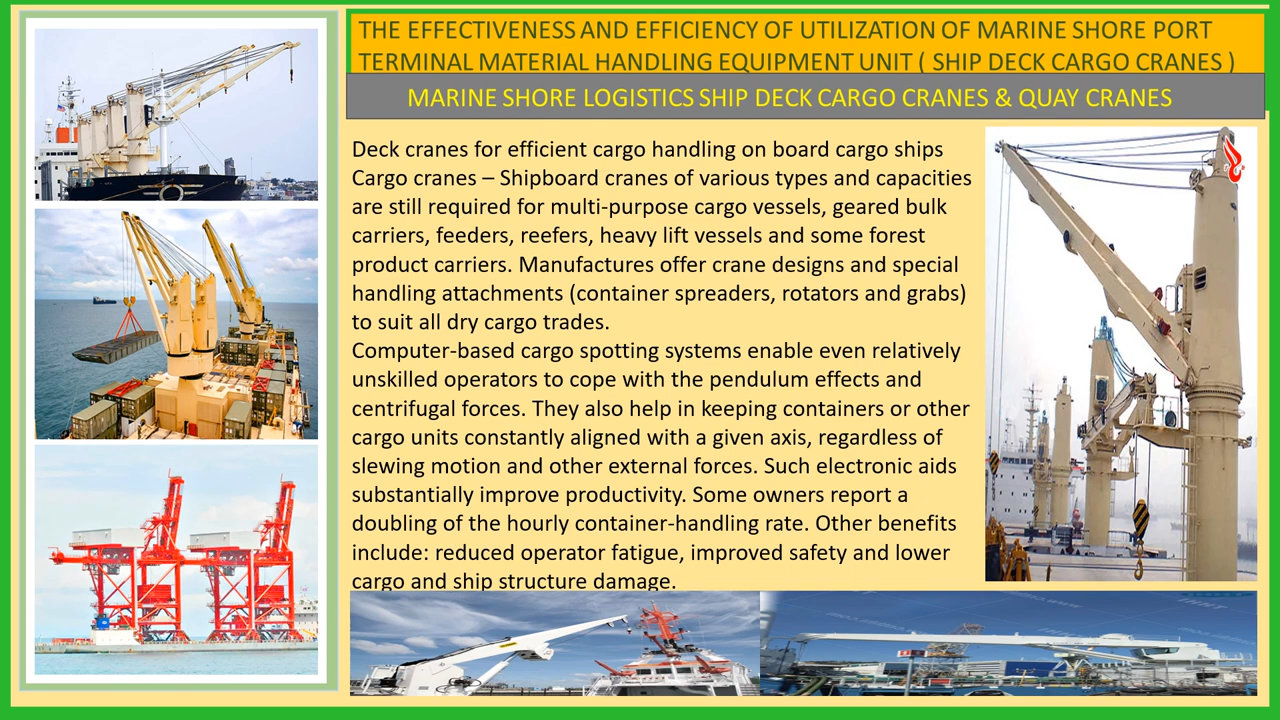 THE EFFECTIVENESS AND EFFICIENCY OF UTILIZATION OF MARINE SHORE PORT
TERMINAL MATERIAL HANDLING EQUIPMENT UNIT ( SHIP DECK CARGO CRANES )
MARINE SHORE LOGISTICS SHIP DECK CARGO CRANES & QUAY CRANES
Deck cranes for efficient cargo handling on board cargo ships
Cargo cranes – Shipboard cranes of various types and capacities
are still required for multi-purpose cargo vessels, geared bulk
carriers, feeders, reefers, heavy lift vessels and some forest
product carriers. Manufactures offer crane designs and special
handling attachments (container spreaders, rotators and grabs)
to suit all dry cargo trades.
Computer-based cargo spotting systems enable even relatively
unskilled operators to cope with the pendulum effects and
centrifugal forces. They also help in keeping containers or other
cargo units constantly aligned with a given axis, regardless of
slewing motion and other external forces. Such electronic aids
substantially improve productivity. Some owners report a
doubling of the hourly container-handling rate. Other benefits
include: reduced operator fatigue, improved safety and lower
cargo and ship structure damage.